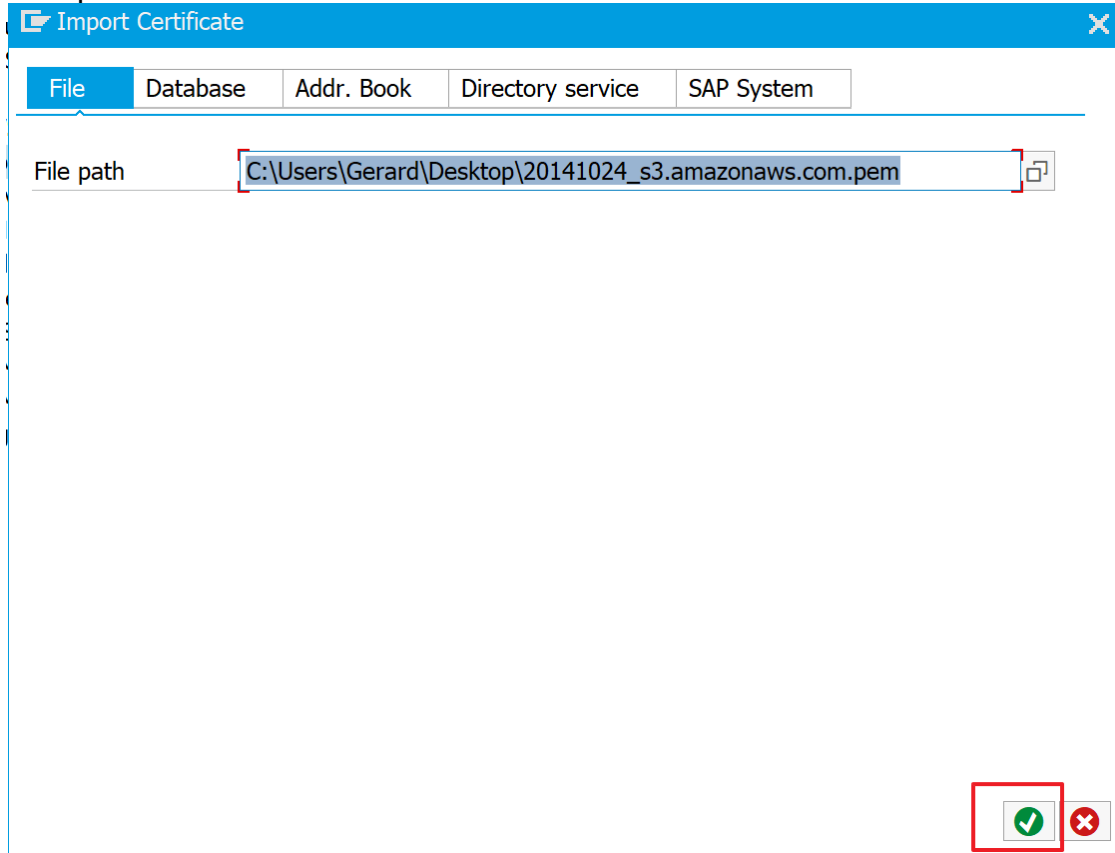 Import Certificate
File Database Addr. Book Directory service SAP System
File path C:\Users\Gerard\Desktop\20141024_s3.amazonaws.com.pem